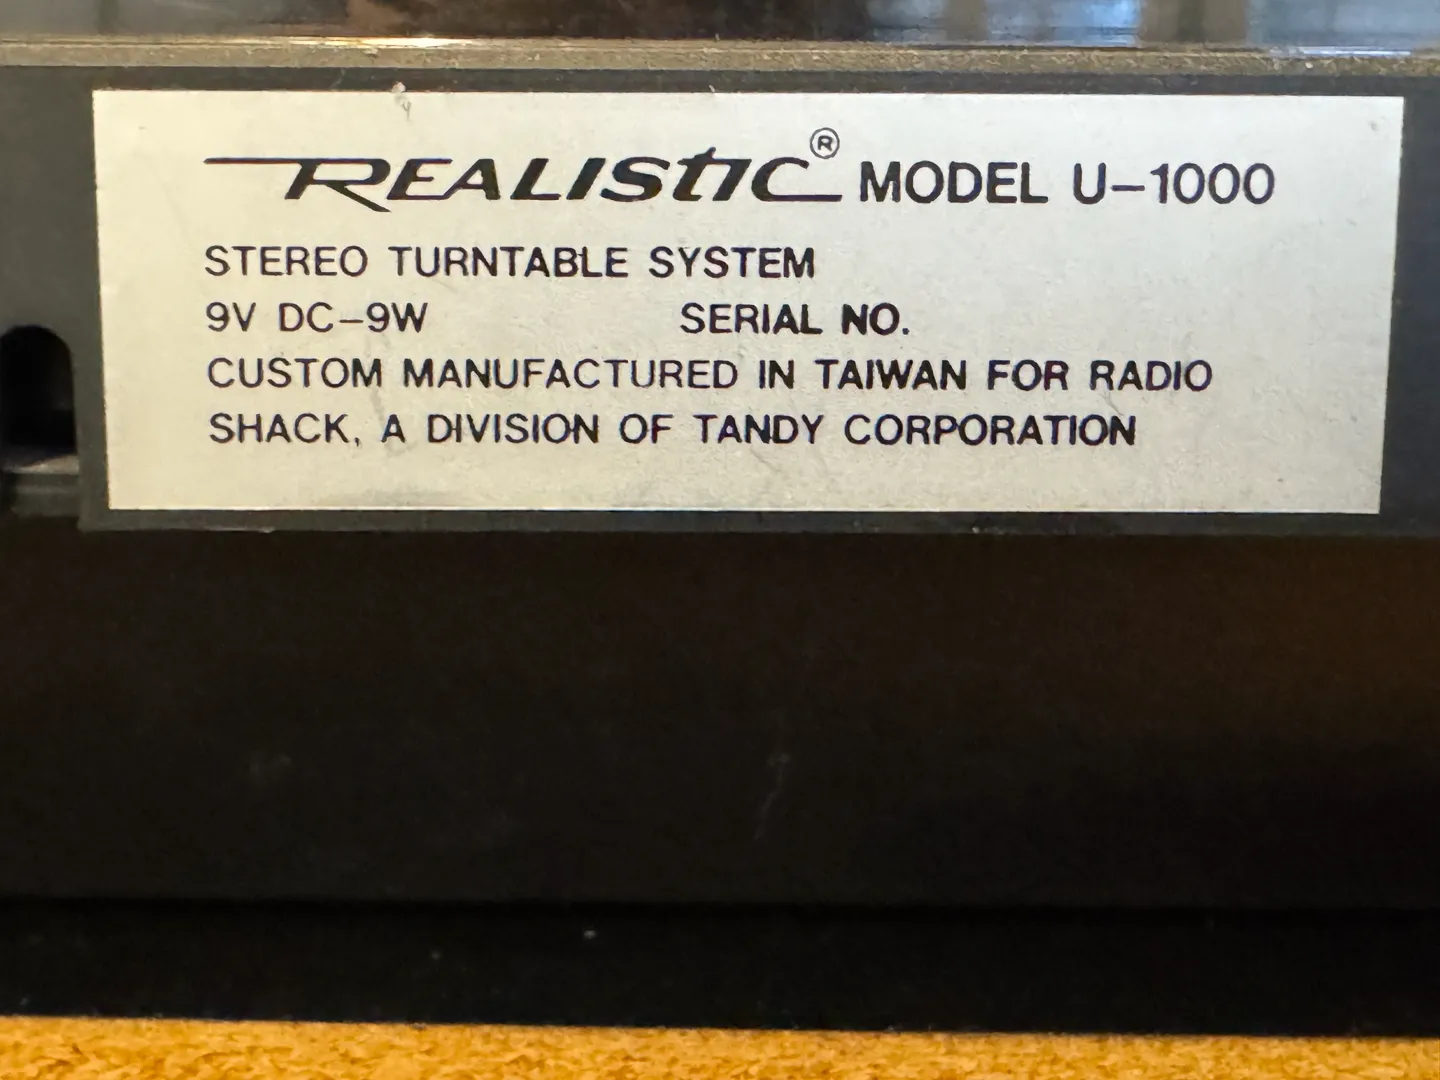 REALISTIC® MODEL U-1000
STEREO TURNTABLE SYSTEM
9V DC-9W SERIAL NO.
CUSTOM MANUFACTURED IN TAIWAN FOR RADIO
SHACK, A DIVISION OF TANDY CORPORATION